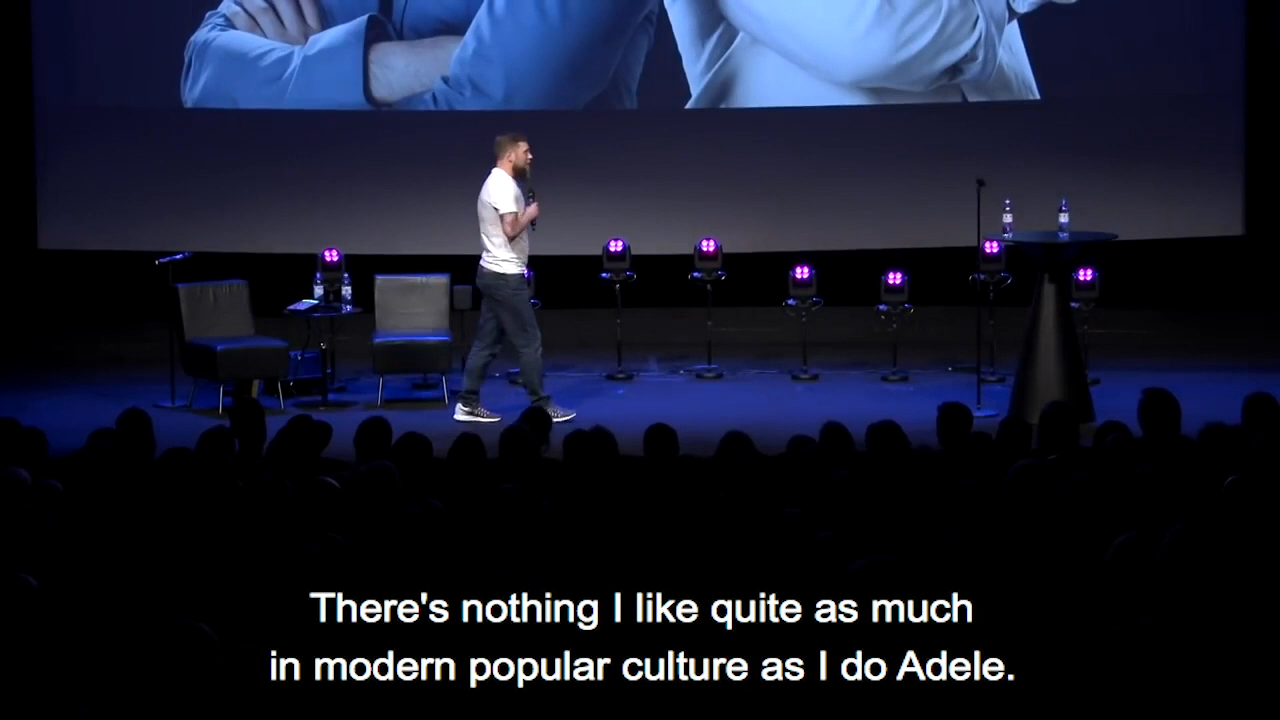 There's nothing I like quite as much
in modern popular culture as I do Adele.